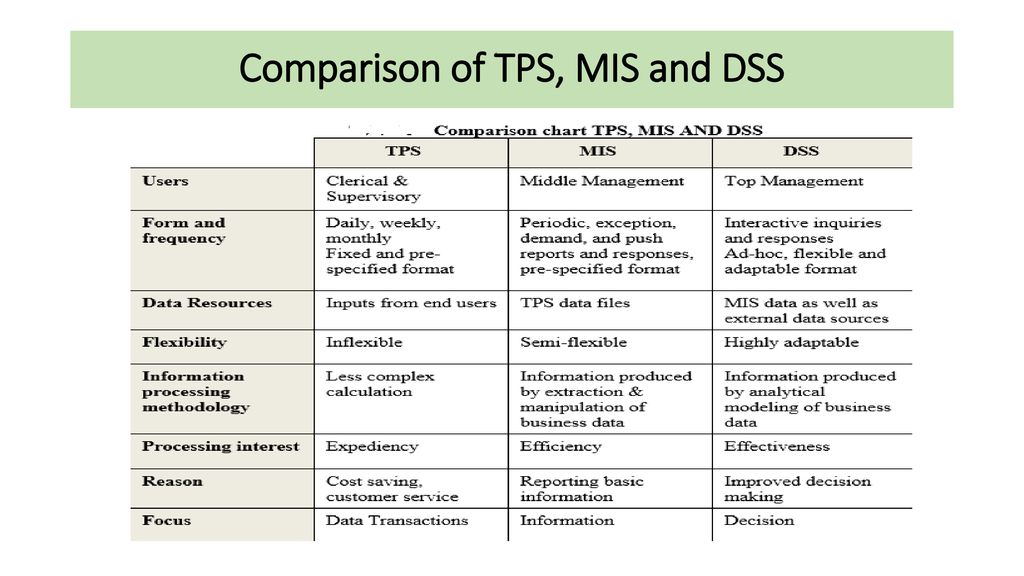 Comparison of TPS, MIS and DSS
Comparison chart TPS, MIS AND DSS
TPS MIS DSS
Users
Clerical &
Supervisory
Middle Management
Top Management
Form and
frequency
Daily, weekly,
monthly
Fixed and pre-
specified format
Periodic, exception,
demand, and push
reports and responses,
pre-specified format
Interactive inquiries
and responses
Ad-hoc, flexible and
adaptable format
Data Resources
Inputs from end users
TPS data files
MIS data as well as
external data sources
Flexibility
Inflexible
Semi-flexible
Highly adaptable
Information
processing
methodology
Less complex
calculation
Information produced
by extraction &
manipulation of
business data
Information produced
by analytical
modeling of business
data
Processing interest
Expediency
Efficiency
Effectiveness
Reason
Cost saving,
customer service
Reporting basic
information
Improved decision
making
Focus
Data Transactions
Information
Decision